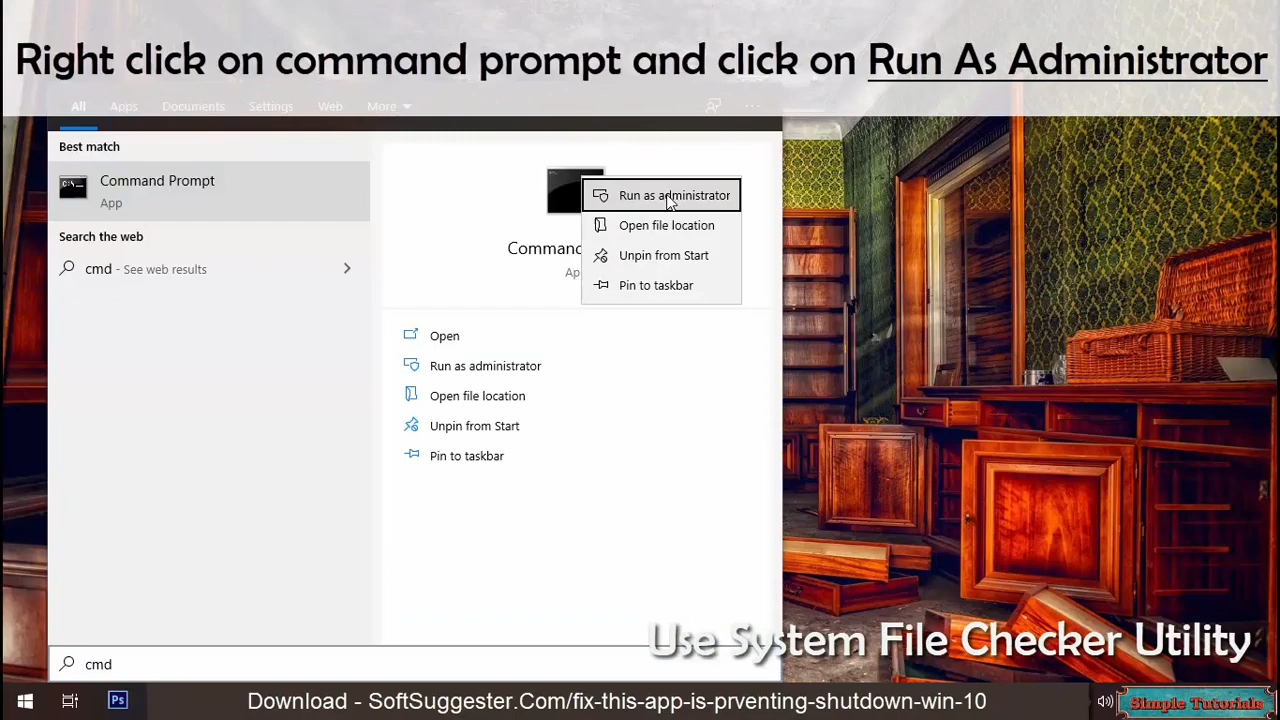 Right click on command prompt and click on Run As Administrator
All Apps Documents Settings Web More
Best match
Command Prompt
App
Search the web
cmd - See web results
Run as administrator
Open file location
Unpin from Start
Pin to taskbar
Open
Run as administrator
Open file location
Unpin from Start
Pin to taskbar
Use System File Checker Utility
cmd
Ps
Download - SoftSuggester.Com/fix-this-app-is-prventing-shutdown-win-10
Simple Tutorials